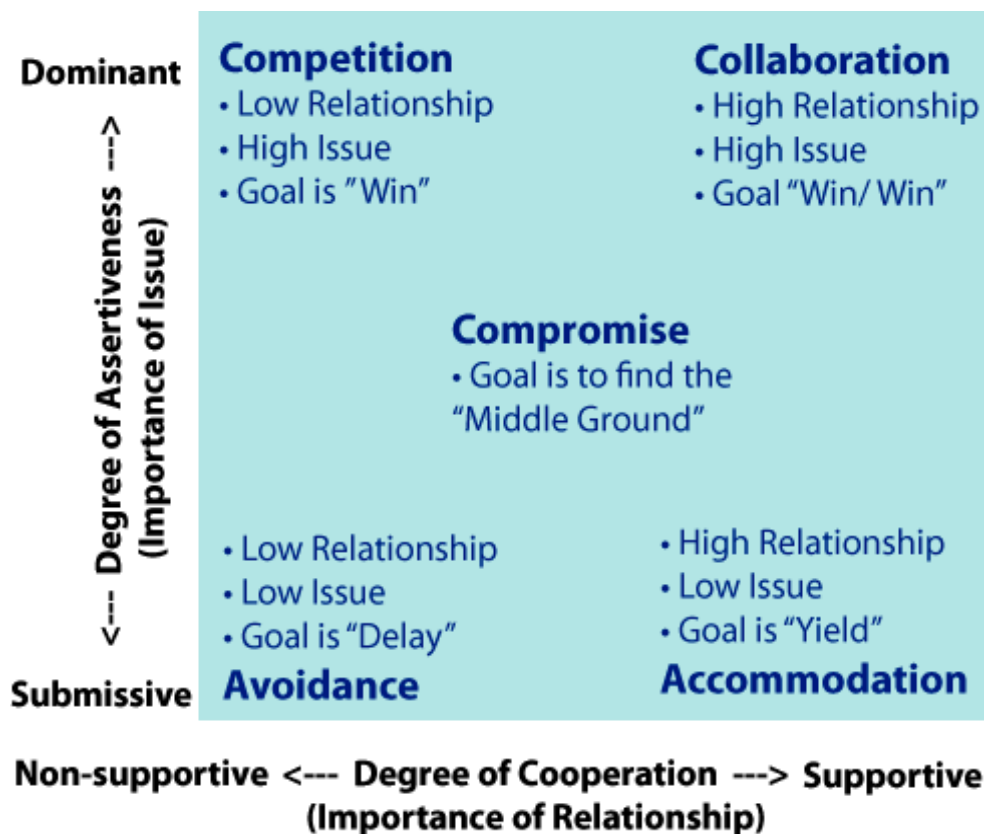 Dominant
<--- Degree of Assertiveness --->
(Importance of Issue)
Submissive
Competition
• Low Relationship
• High Issue
• Goal is ”Win”
Collaboration
• High Relationship
• High Issue
• Goal “Win/ Win”
Compromise
• Goal is to find the
“Middle Ground”
• Low Relationship
• Low Issue
• Goal is “Delay”
Avoidance
• High Relationship
• Low Issue
• Goal is “Yield”
Accommodation
Non-supportive <--- Degree of Cooperation ---> Supportive
(Importance of Relationship)